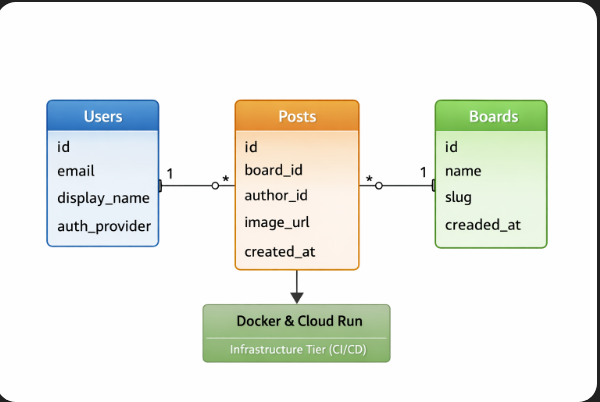 Users
id
email
display_name
auth_provider
1
*
Posts
id
board_id
author_id
image_url
created_at
*
1
Boards
id
name
slug
creaded_at
Docker & Cloud Run
Infrastructure Tier (CI/CD)